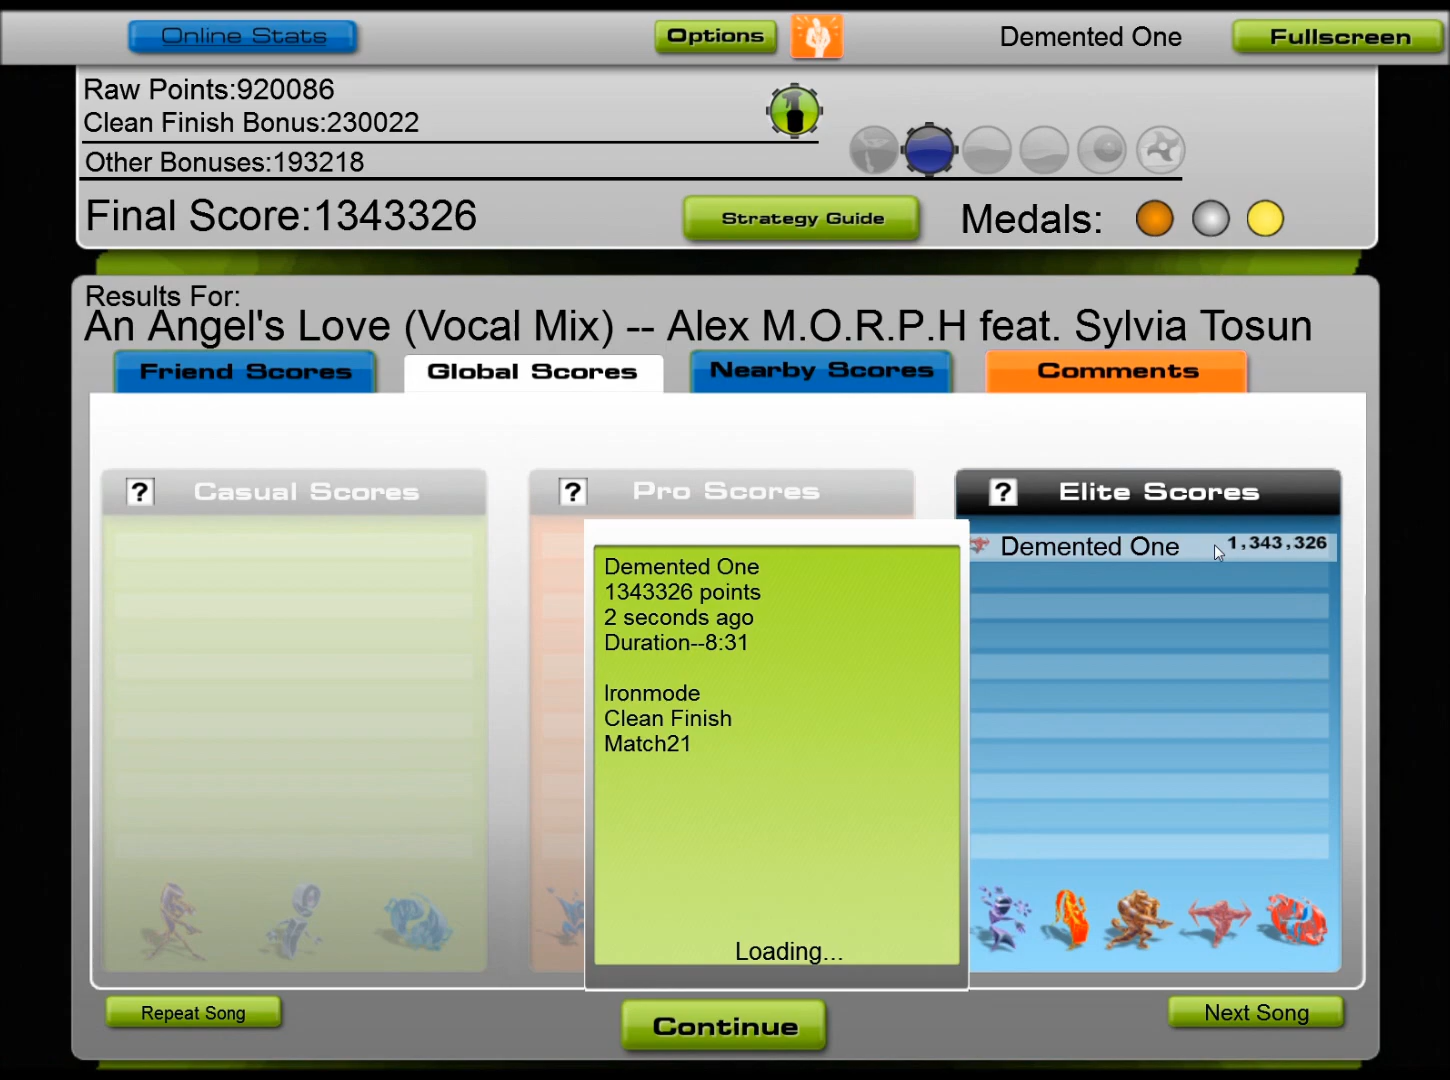 Online Stats
Options
Demented One
Fullscreen
Raw Points:920086
Clean Finish Bonus:230022
Other Bonuses:193218
Final Score:1343326
Strategy Guide
Medals:
Results For:
An Angel's Love (Vocal Mix) -- Alex M.O.R.P.H feat. Sylvia Tosun
Friend Scores
Global Scores
Nearby Scores
Comments
? Casual Scores
? Pro Scores
? Elite Scores
Demented One 1,343,326
Demented One
1343326 points
2 seconds ago
Duration--8:31
Ironmode
Clean Finish
Match21
Loading...
Repeat Song
Continue
Next Song